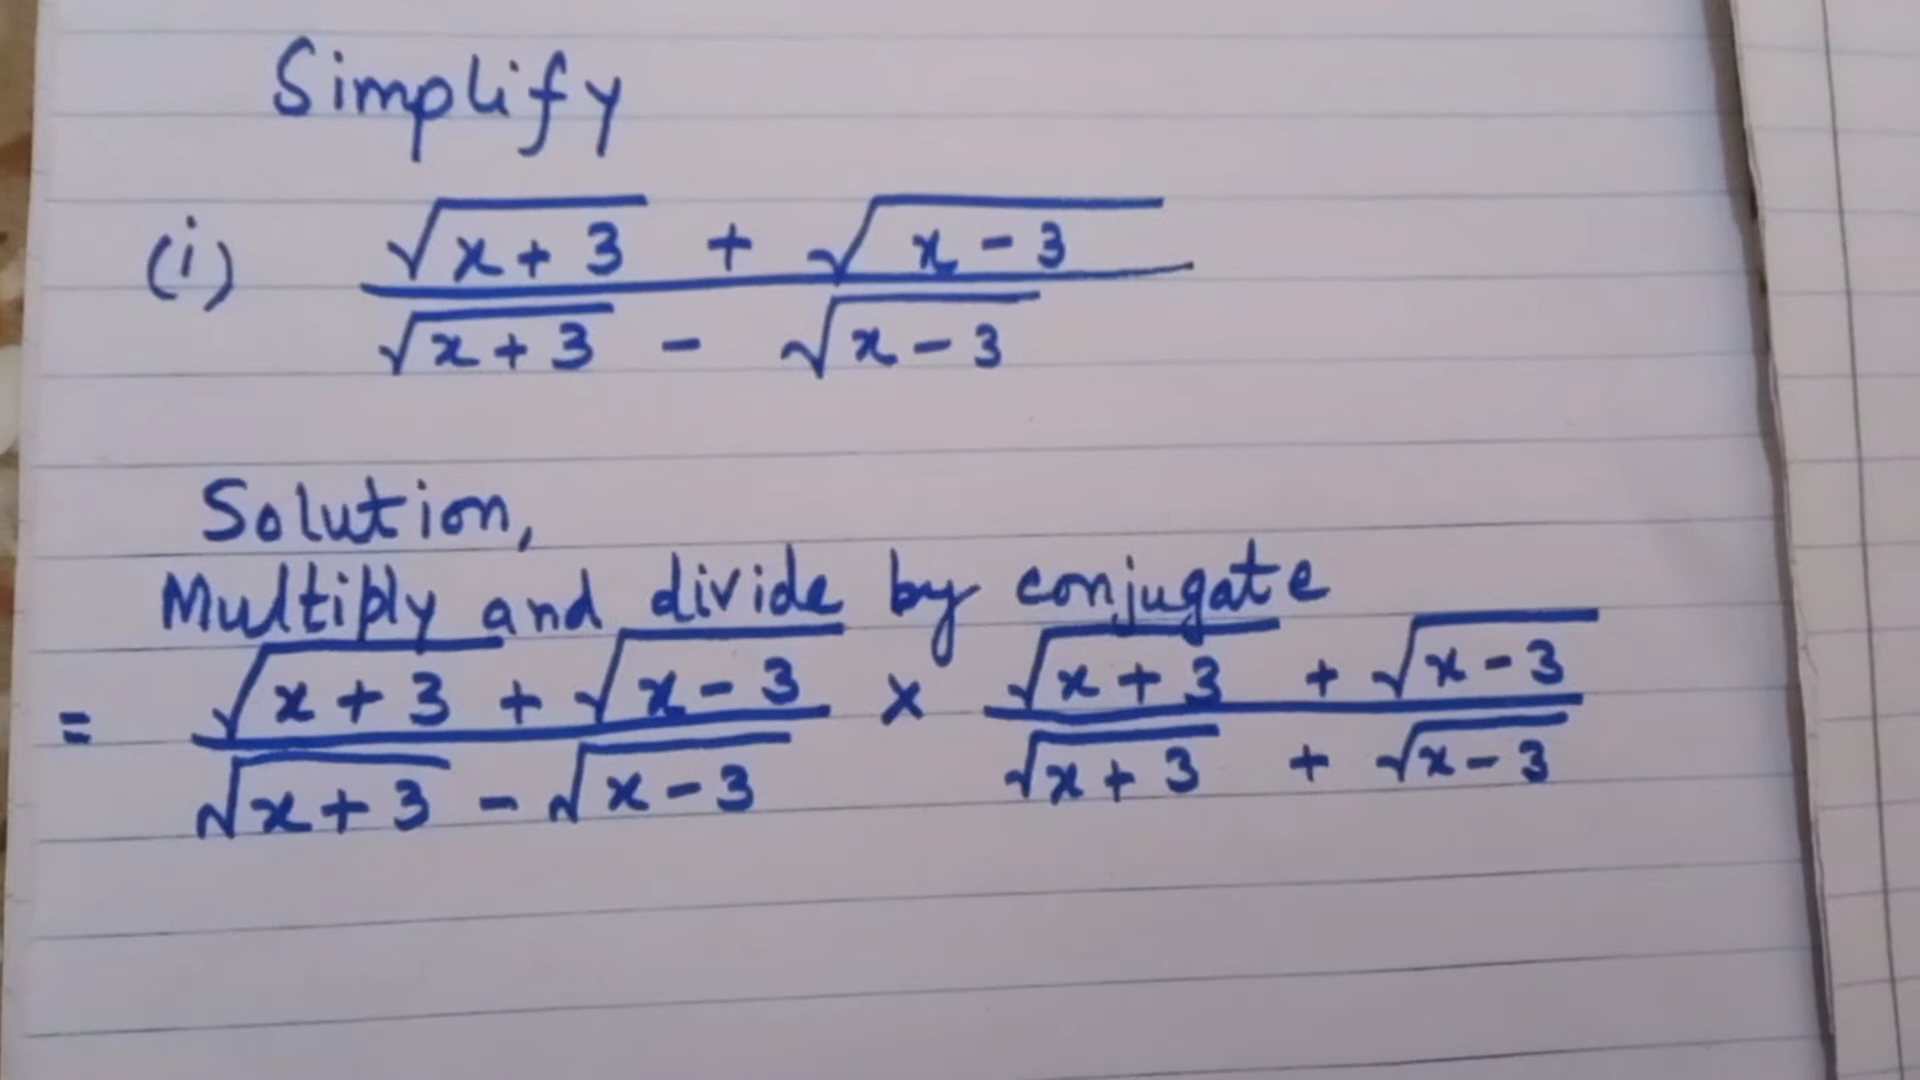 Simplify
(i) (√(x + 3) + √(x - 3)) / (√(x + 3) - √(x - 3))
Solution,
Multiply and divide by conjugate
= (√(x + 3) + √(x - 3)) / (√(x + 3) - √(x - 3)) × (√(x + 3) + √(x - 3)) / (√(x + 3) + √(x - 3))